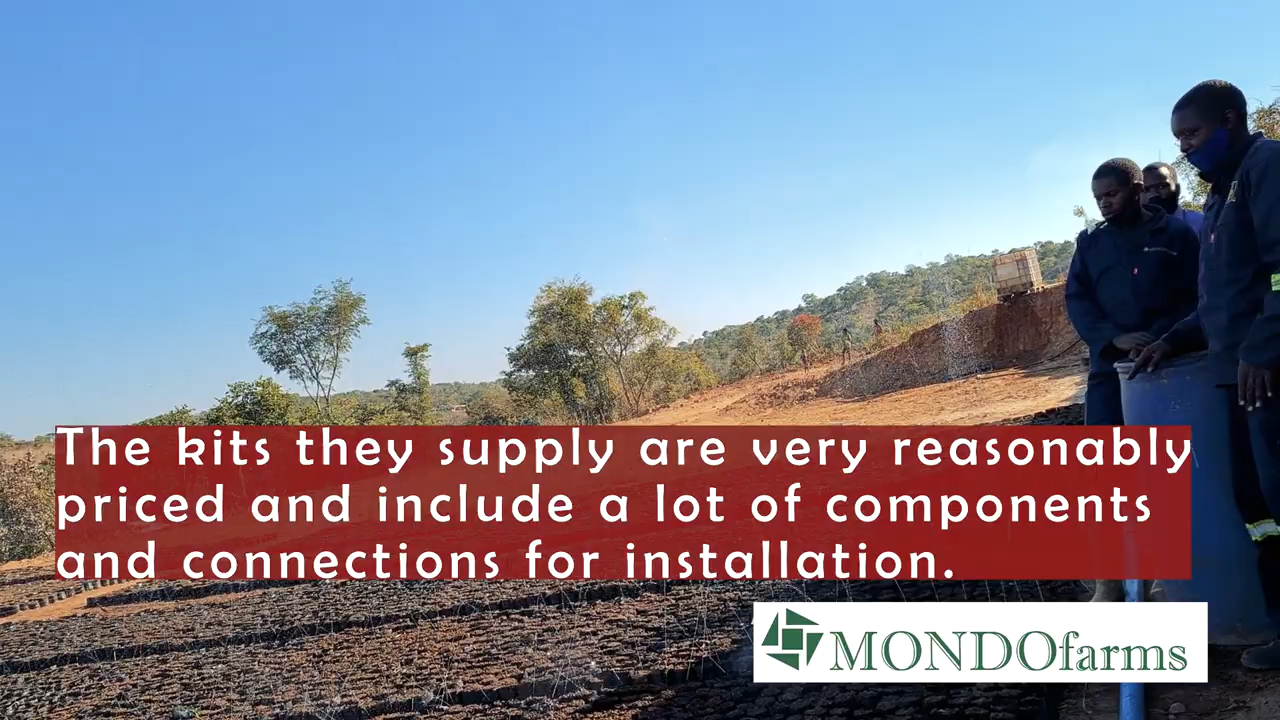 The kits they supply are very reasonably
priced and include a lot of components
and connections for installation.
MONDOfarms